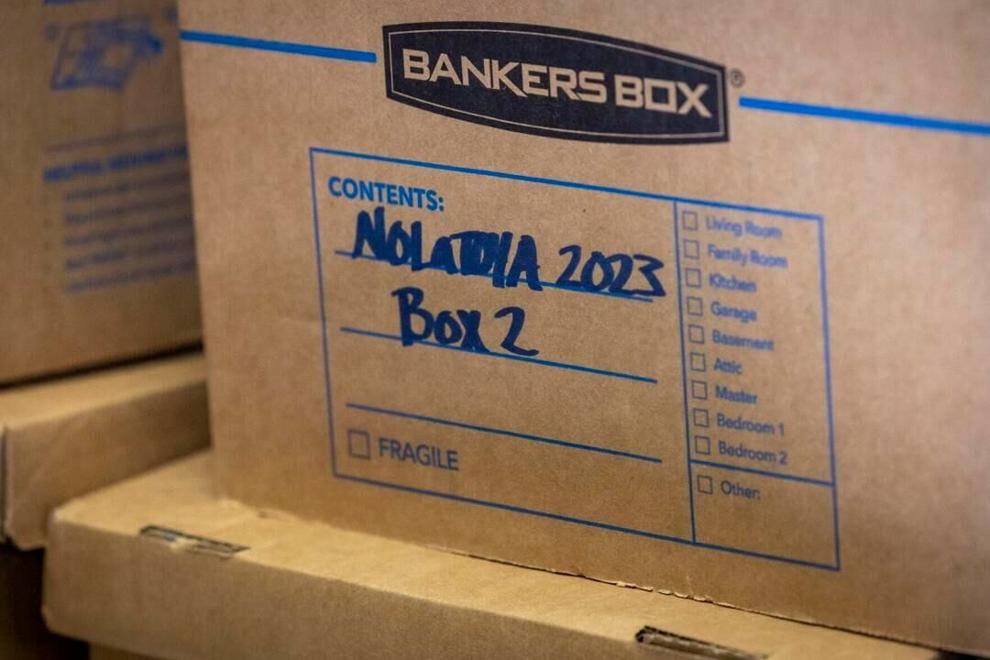 BANKERS BOX®
CONTENTS:
2023
Box 2
FRAGILE
Living Room
Family Room
Kitchen
Garage
Basement
Attic
Master
Bedroom 1
Bedroom 2
Other: